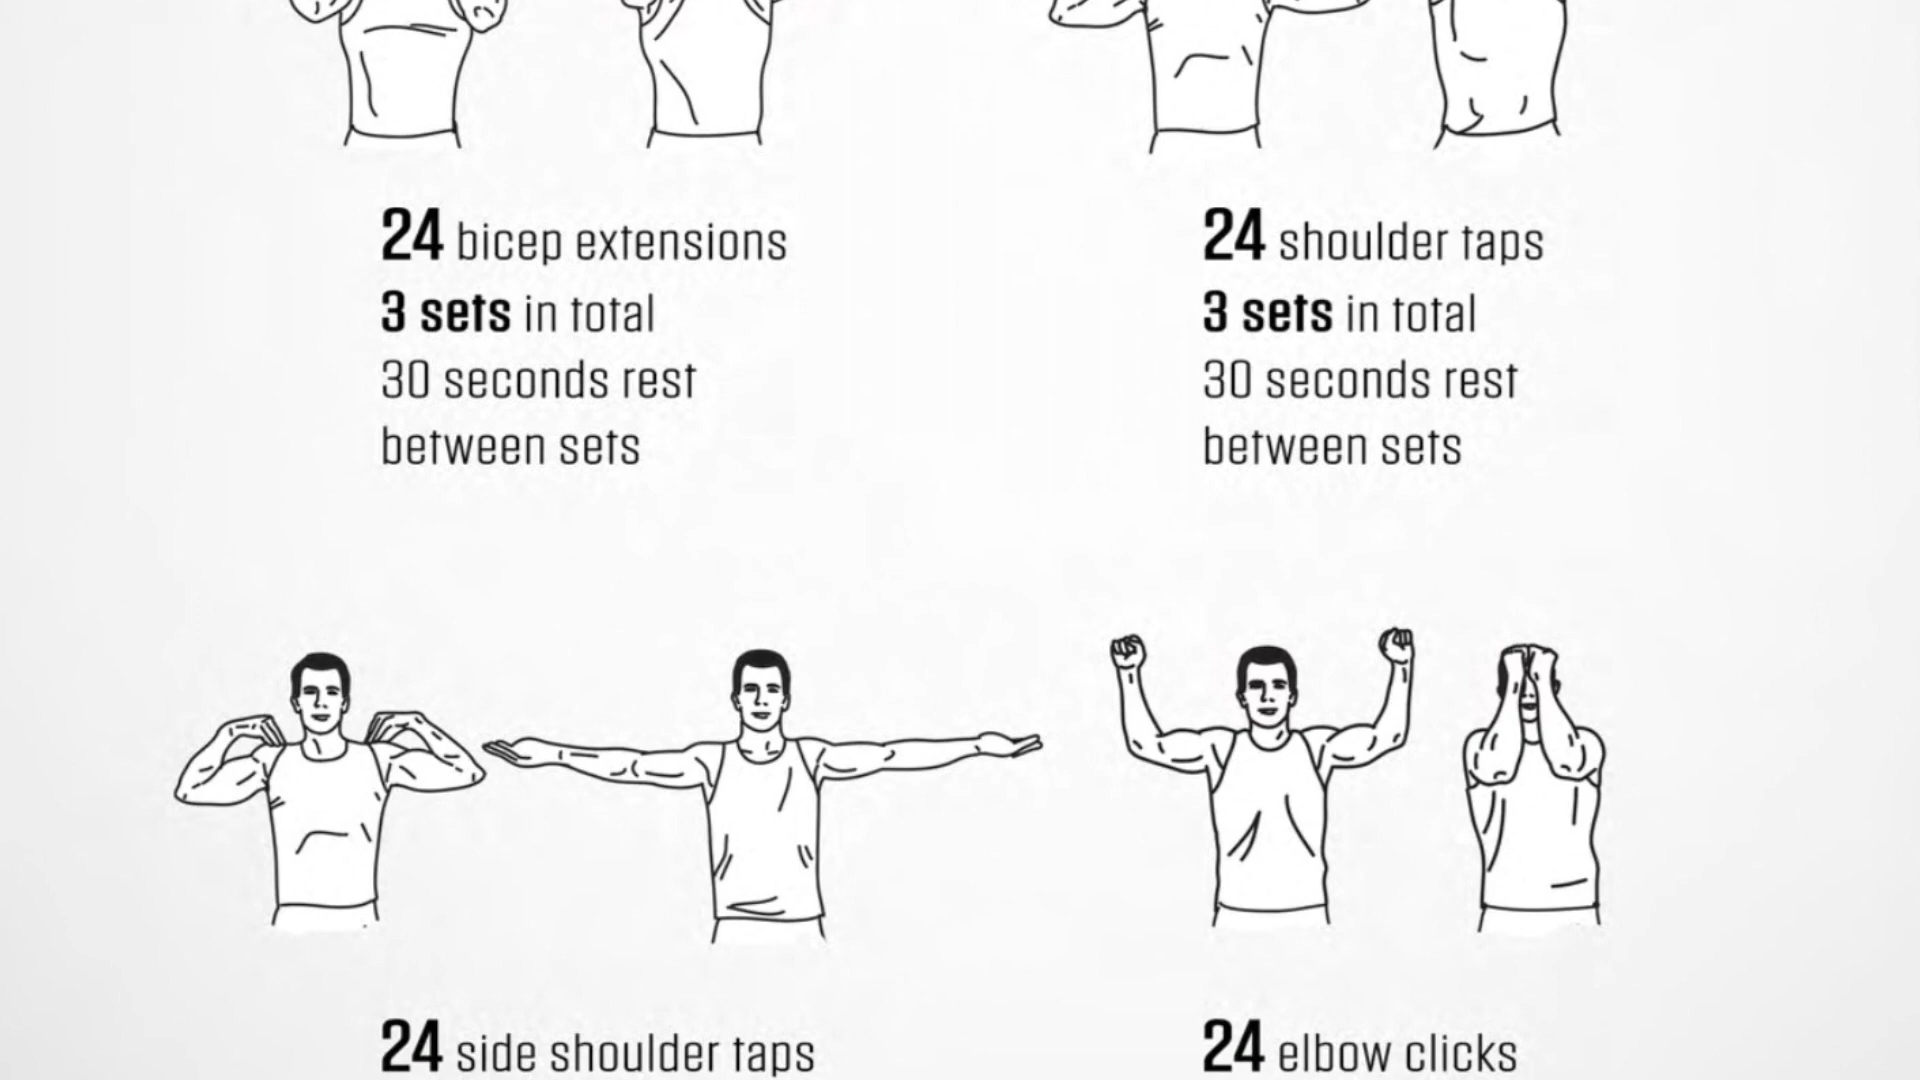 24 bicep extensions
3 sets in total
30 seconds rest
between sets
24 shoulder taps
3 sets in total
30 seconds rest
between sets
24 side shoulder taps
24 elbow clicks